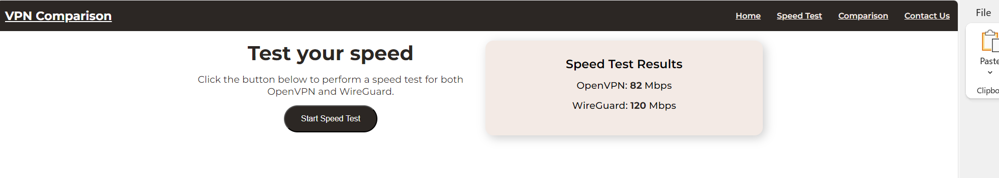 VPN Comparison
Home
Speed Test
Comparison
Contact Us
Test your speed
Click the button below to perform a speed test for both
OpenVPN and WireGuard.
Start Speed Test
Speed Test Results
OpenVPN: 82 Mbps
WireGuard: 120 Mbps
File
Paste
Clipbo